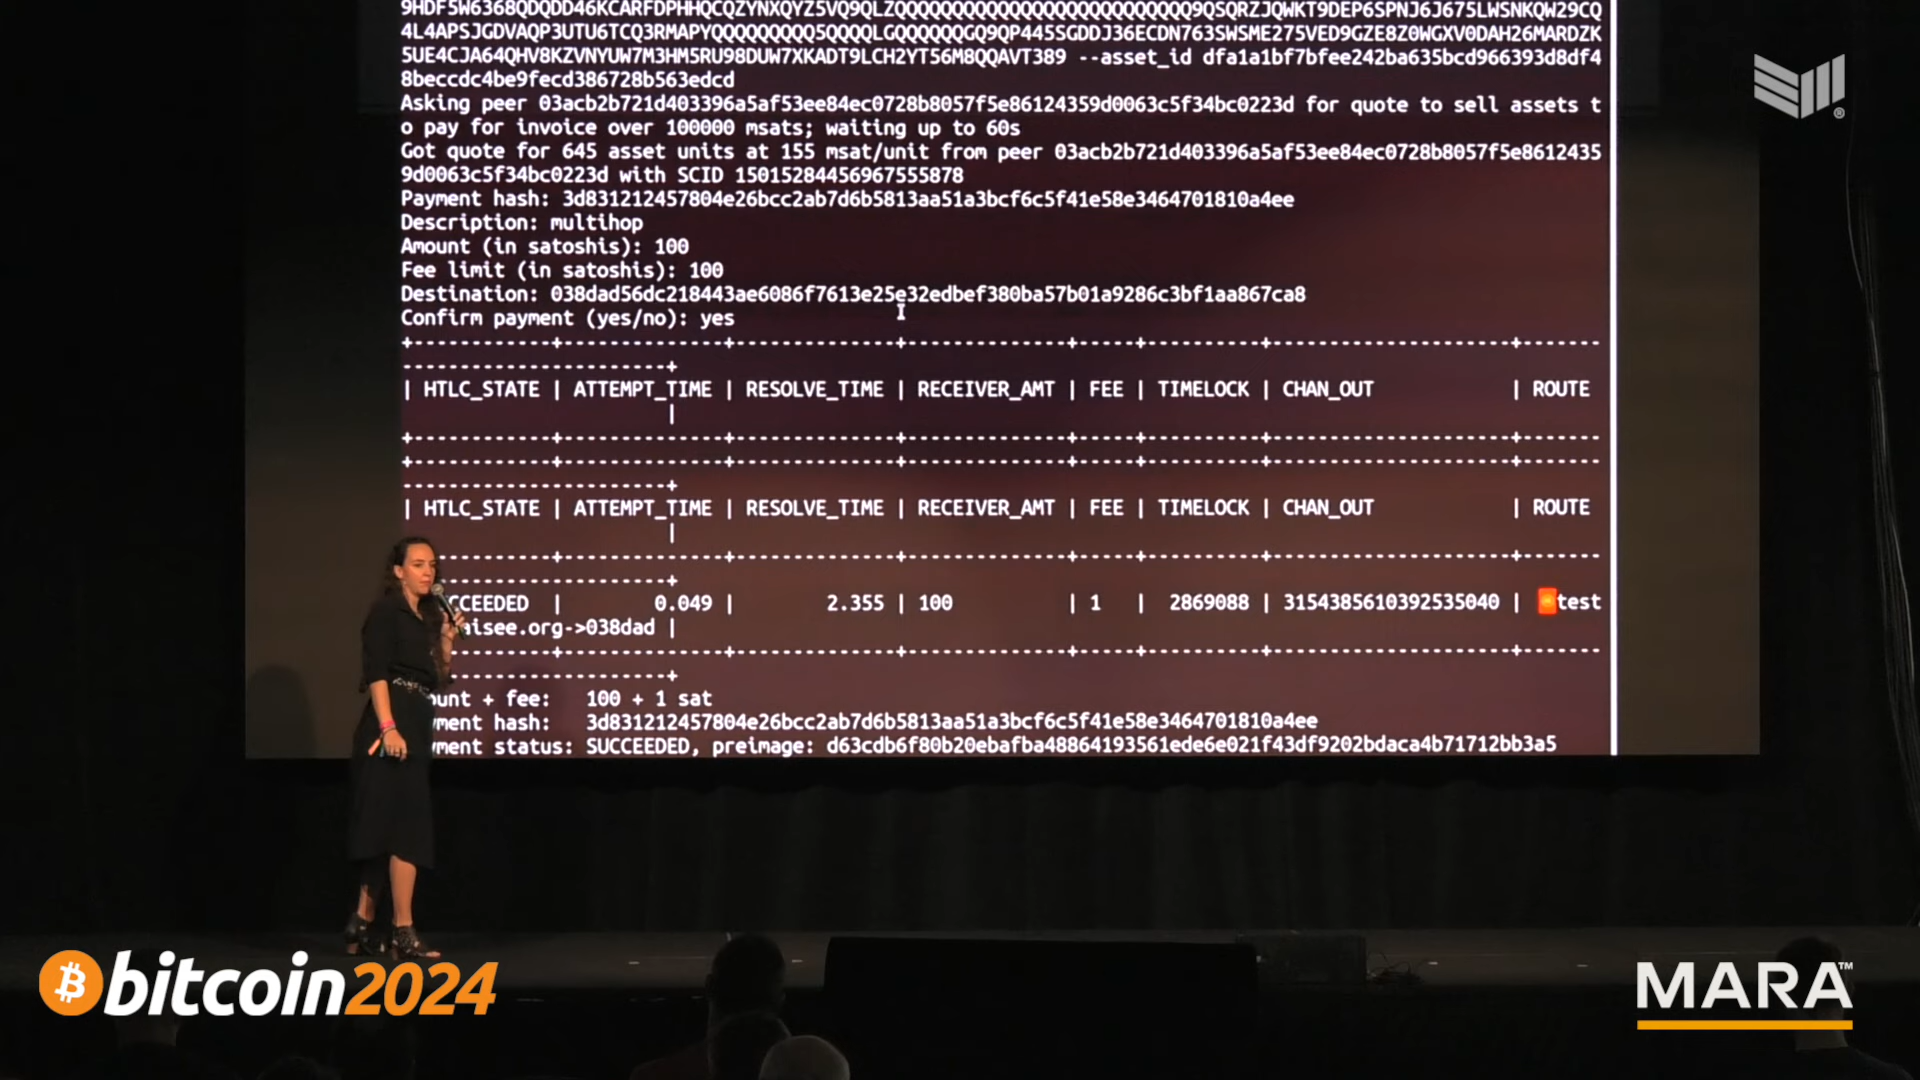 9HDF5W6368QDQDD46KCARFDPHHQCQZYNXQYZ5VQ9QLZQQQQQQQQQQQQQQQQQQQQQQQQQ9QSQRZJQWKT9DEP6SPNJ6J675LWSNKQW29CQ
4L4APSJGDVAQP3UTU6TCQ3RMAPYQQQQQQQQQ5QQQQLGQQQQQQGQ9QP445SGDDJ36ECDN763SWSME275VED9GZE8Z0WGXV0DAH26MARDZK
5UE4CJA64QHV8KZVNYUW7M3HM5RU98DUW7XKADT9LCH2YT56M8QQAVT389 --asset_id dfa1a1bf7bfee242ba635bcd966393d8df4
8beccdc4be9fecd386728b563edcd
Asking peer 03acb2b721d403396a5af53ee84ec0728b8057f5e86124359d0063c5f34bc0223d for quote to sell assets t
o pay for invoice over 100000 msats; waiting up to 60s
Got quote for 645 asset units at 155 msat/unit from peer 03acb2b721d403396a5af53ee84ec0728b8057f5e8612435
9d0063c5f34bc0223d with SCID 15015284456967555878
Payment hash: 3d831212457804e26bcc2ab7d6b5813aa51a3bcf6c5f41e58e3464701810a4ee
Description: multihop
Amount (in satoshis): 100
Fee limit (in satoshis): 100
Destination: 038dad56dc218443ae6086f7613e25e32edbef380ba57b01a9286c3bf1aa867ca8
Confirm payment (yes/no): yes
| HTLC_STATE | ATTEMPT_TIME | RESOLVE_TIME | RECEIVER_AMT | FEE | TIMELOCK | CHAN_OUT | ROUTE
|
| HTLC_STATE | ATTEMPT_TIME | RESOLVE_TIME | RECEIVER_AMT | FEE | TIMELOCK | CHAN_OUT | ROUTE
|
CCEEDED | 0.049 | 2.355 | 100 | 1 | 2869088 | 3154385610392535040 | test
isee.org->038dad |
ount + fee: 100 + 1 sat
yment hash: 3d831212457804e26bcc2ab7d6b5813aa51a3bcf6c5f41e58e3464701810a4ee
yment status: SUCCEEDED, preimage: d63cdb6f80b20ebafba48864193561ede6e021f43df9202bdaca4b71712bb3a5
bitcoin2024
MARA™